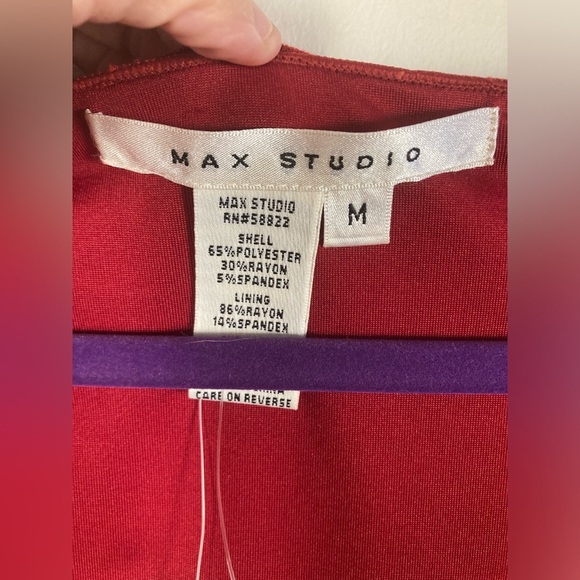 MAX STUDIO
M
MAX STUDIO
RN#58822
SHELL
65%POLYESTER
30%RAYON
5%SPANDEX
LINING
86%RAYON
14%SPANDEX
CARE ON REVERSE